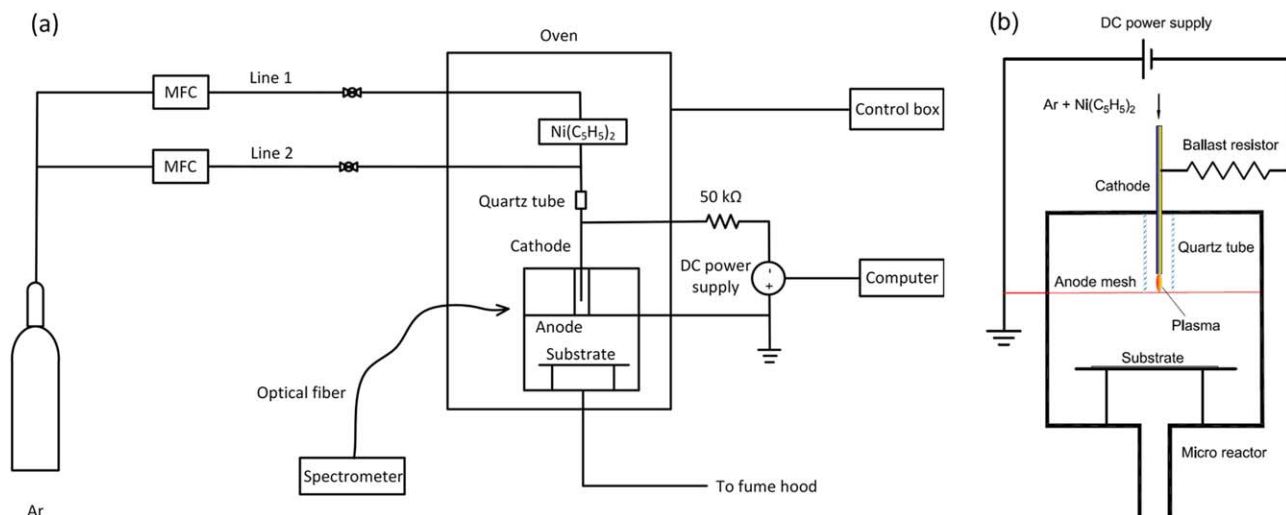 (a)
Oven
MFC
Line 1
Control box
Ni(C₅H₅)₂
MFC
Line 2
Quartz tube
50 kΩ
Cathode
DC power
supply
-
+
Computer
Anode
Substrate
Optical fiber
Spectrometer
To fume hood
Ar
(b)
DC power supply
Ar + Ni(C₅H₅)₂
Ballast resistor
Cathode
Quartz tube
Anode mesh
Plasma
Substrate
Micro reactor